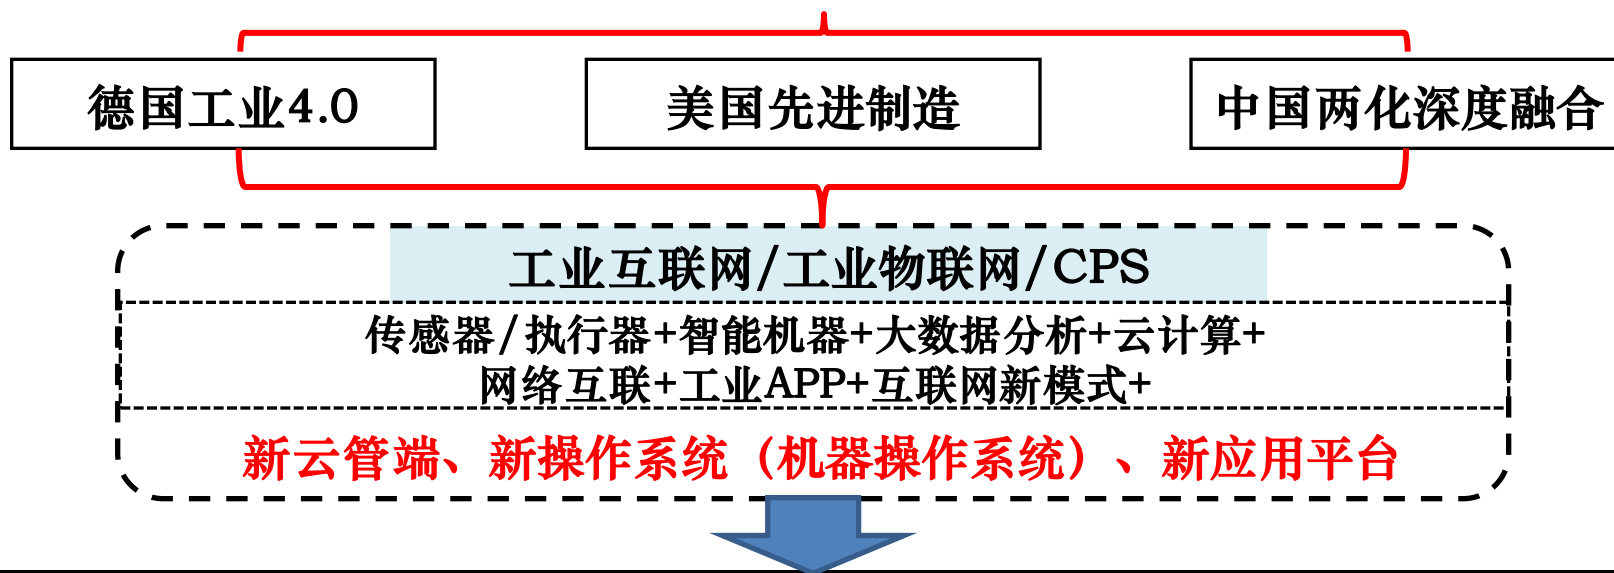 德国工业4.0
美国先进制造
中国两化深度融合
工业互联网/工业物联网/CPS
传感器/执行器+智能机器+大数据分析+云计算+
网络互联+工业APP+互联网新模式+
新云管端、新操作系统（机器操作系统）、新应用平台